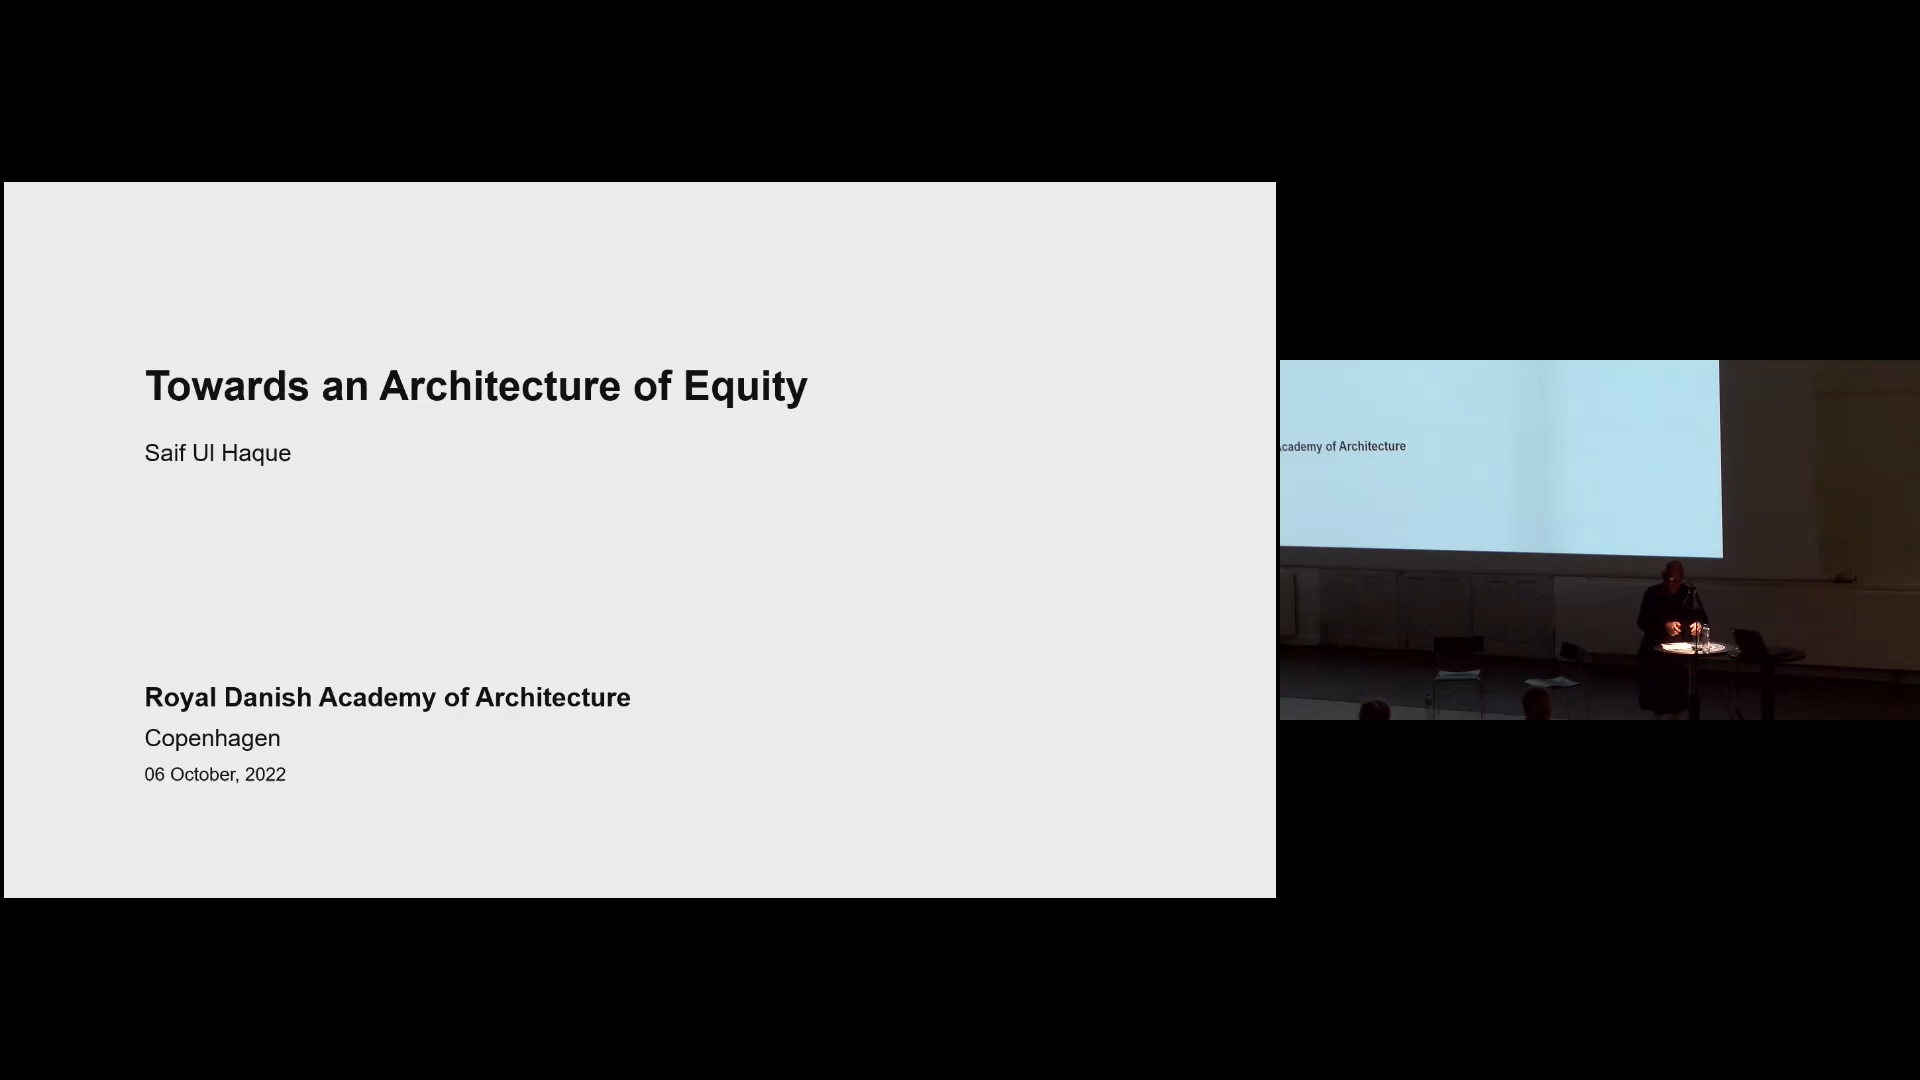 Towards an Architecture of Equity
Saif Ul Haque
Royal Danish Academy of Architecture
Copenhagen
06 October, 2022
cademy of Architecture